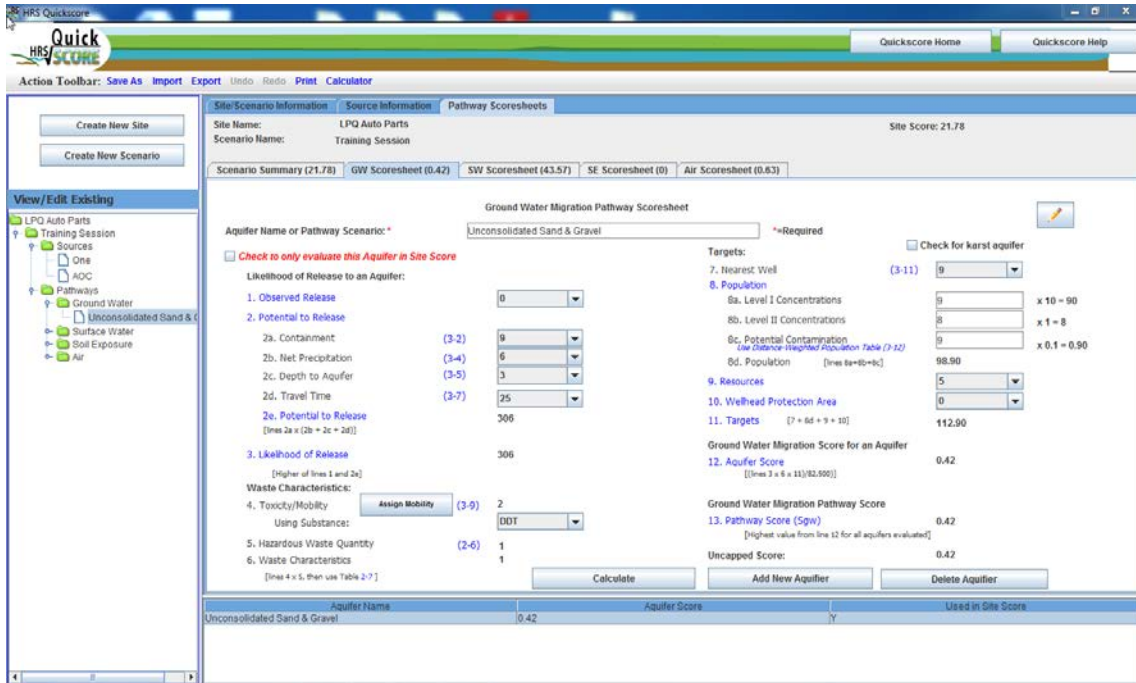 HRS Quickscore
Quick
HRS SCORE
Quickscore Home
Quickscore Help
Action Toolbar: Save As Import Export Undo Redo Print Calculator
Create New Site
Create New Scenario
View/Edit Existing
LPQ Auto Parts
Training Session
Sources
One
AOC
Pathways
Ground Water
Unconsolidated Sand & G
Surface Water
Soil Exposure
Air
Site/Scenario Information Source Information Pathway Scoresheets
Site Name: LPQ Auto Parts Site Score: 21.78
Scenario Name: Training Session
Scenario Summary (21.78) GW Scoresheet (0.42) SW Scoresheet (43.57) SE Scoresheet (0) Air Scoresheet (0.63)
Ground Water Migration Pathway Scoresheet
Aquifer Name or Pathway Scenario: * Unconsolidated Sand & Gravel *=Required
Check to only evaluate this Aquifer in Site Score
Likelihood of Release to an Aquifer:
1. Observed Release 0
2. Potential to Release
2a. Containment (3-2) 9
2b. Net Precipitation (3-4) 6
2c. Depth to Aquifer (3-5) 3
2d. Travel Time (3-7) 25
2e. Potential to Release 306
[lines 2a x (2b + 2c + 2d)]
3. Likelihood of Release 306
[Higher of lines 1 and 2e]
Waste Characteristics:
4. Toxicity/Mobility Assign Mobility (3-9) 2
Using Substance: DDT
5. Hazardous Waste Quantity (2-6) 1
6. Waste Characteristics 1
[lines 4 x 5, then use Table 2-7 ]
Targets: Check for karst aquifer
7. Nearest Well (3-11) 9
8. Population
8a. Level I Concentrations 9 x 10 = 90
8b. Level II Concentrations 8 x 1 = 8
8c. Potential Contamination 9 x 0.1 = 0.90
Use Distance-Weighted Population Table (3-12)
8d. Population [lines 8a+8b+8c] 98.90
9. Resources 5
10. Wellhead Protection Area 0
11. Targets [7 + 8d + 9 + 10] 112.90
Ground Water Migration Score for an Aquifer
12. Aquifer Score 0.42
[(lines 3 x 6 x 11)/82,500)]
Ground Water Migration Pathway Score
13. Pathway Score (Sgw) 0.42
[Highest value from line 12 for all aquifers evaluated]
Uncapped Score: 0.42
Calculate Add New Aquifier Delete Aquifier
Aquifer Name Aquifer Score Used in Site Score
Unconsolidated Sand & Gravel 0.42 Y